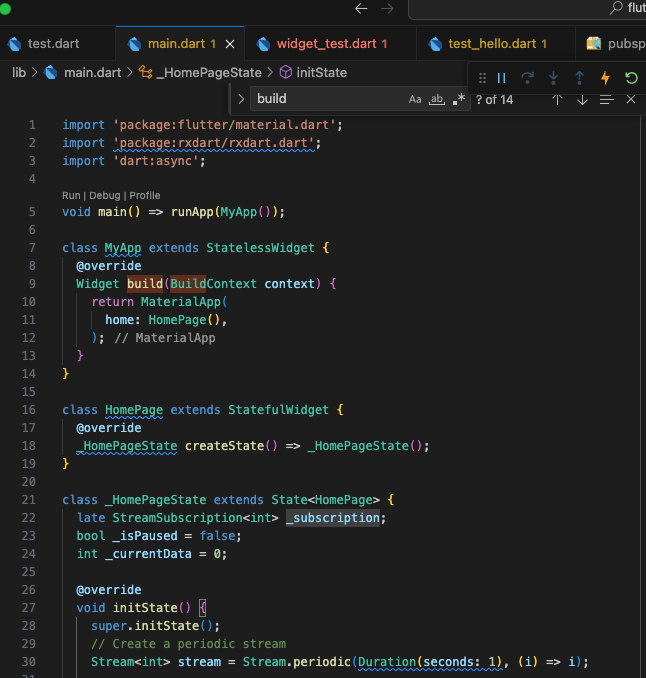 flut
test.dart
main.dart 1
widget_test.dart 1
test_hello.dart 1
pubsp
lib > main.dart > _HomePageState > initState
build
Aa ab .*
? of 14
1 import 'package:flutter/material.dart';
2 import 'package:rxdart/rxdart.dart';
3 import 'dart:async';
4
Run | Debug | Profile
5 void main() => runApp(MyApp());
6
7 class MyApp extends StatelessWidget {
8 @override
9 Widget build(BuildContext context) {
10 return MaterialApp(
11 home: HomePage(),
12 ); // MaterialApp
13 }
14 }
15
16 class HomePage extends StatefulWidget {
17 @override
18 _HomePageState createState() => _HomePageState();
19 }
20
21 class _HomePageState extends State<HomePage> {
22 late StreamSubscription<int> _subscription;
23 bool _isPaused = false;
24 int _currentData = 0;
25
26 @override
27 void initState() {
28 super.initState();
29 // Create a periodic stream
30 Stream<int> stream = Stream.periodic(Duration(seconds: 1), (i) => i);